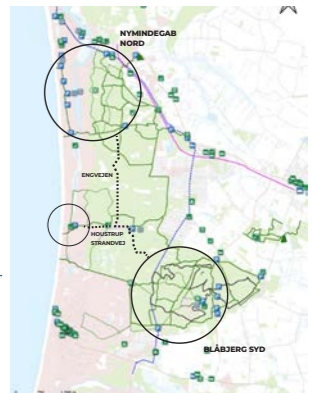 NYMINDEGAB
NORD
ENGVEJEN
HOUSTRUP
STRANDVEJ
BLÅBJERG SYD